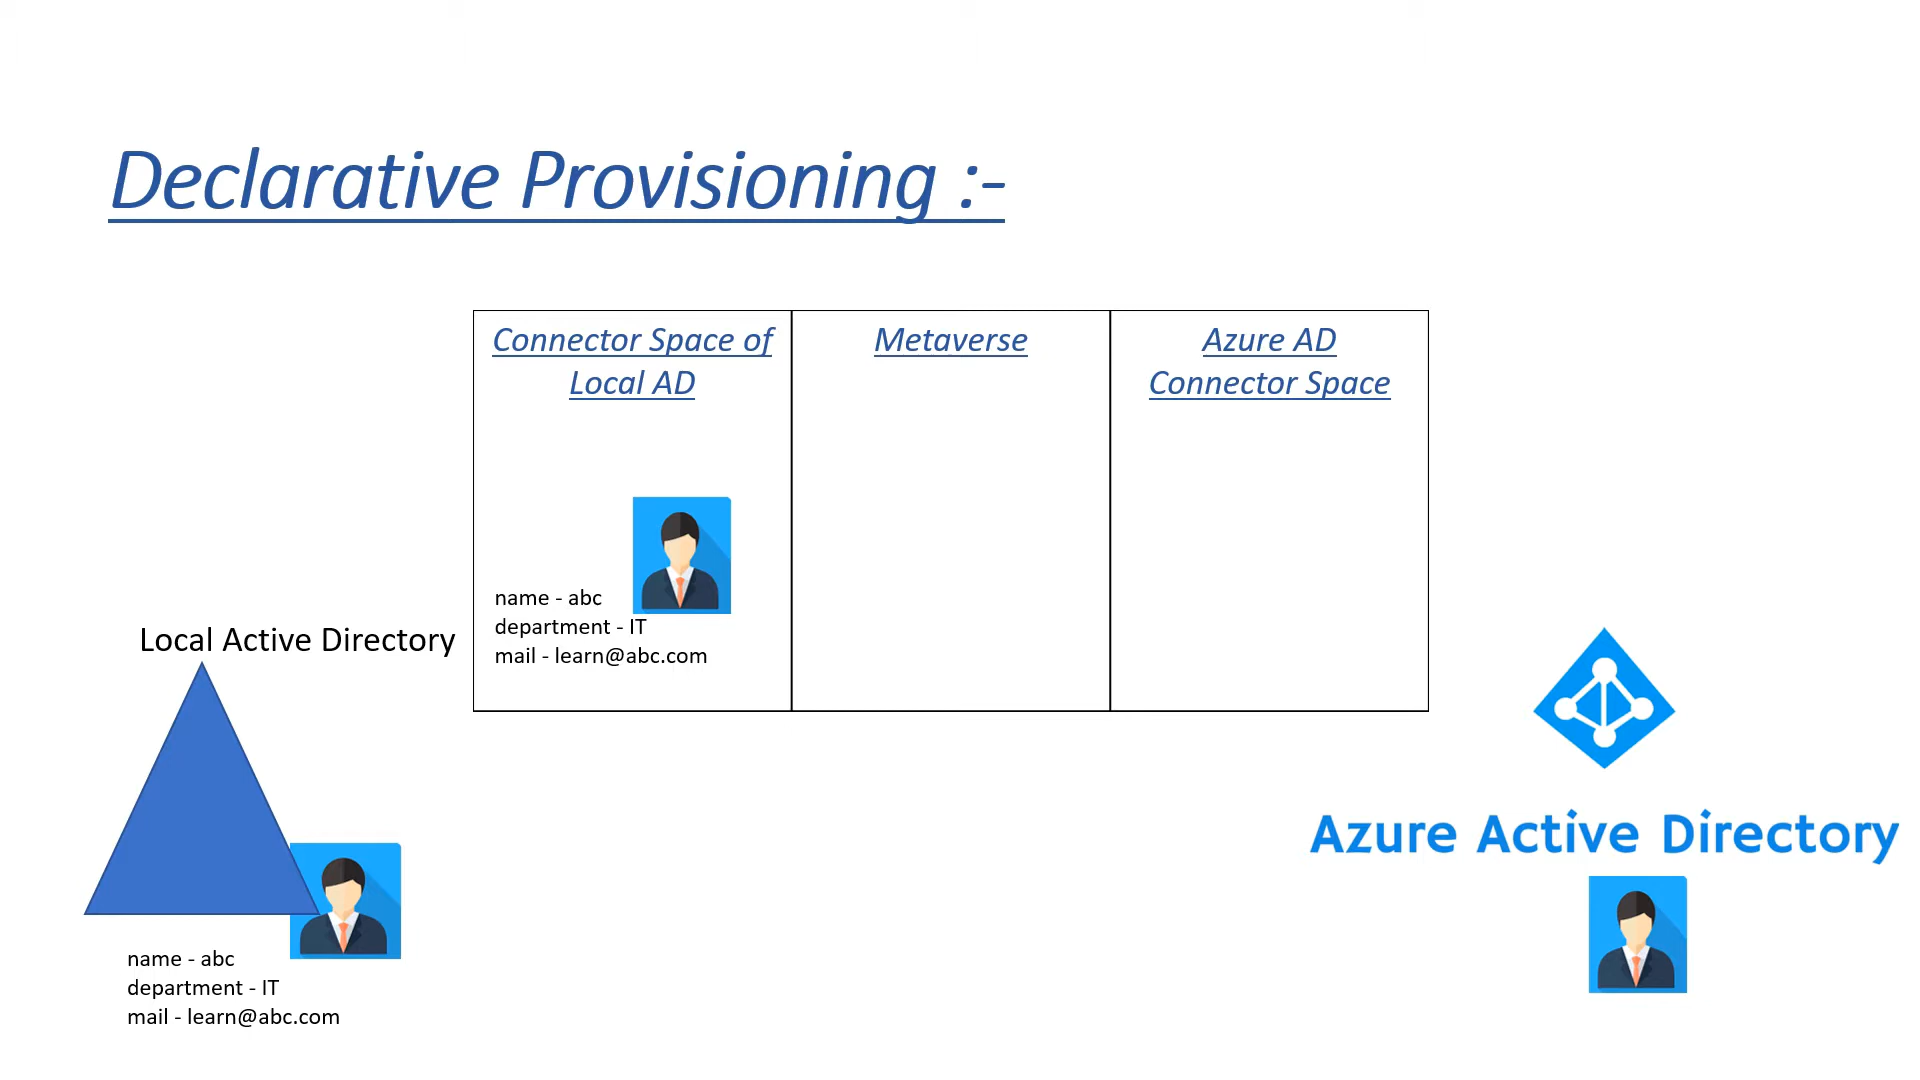 Declarative Provisioning :-
Connector Space of
Local AD
Metaverse
Azure AD
Connector Space
name - abc
department - IT
mail - learn@abc.com
Local Active Directory
name - abc
department - IT
mail - learn@abc.com
Azure Active Directory